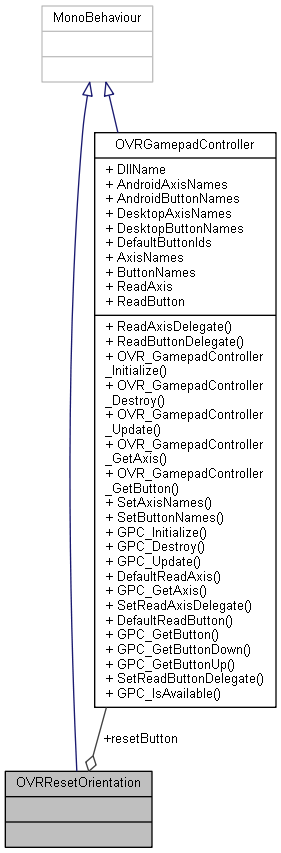 MonoBehaviour
OVRGamepadController
+ DllName
+ AndroidAxisNames
+ AndroidButtonNames
+ DesktopAxisNames
+ DesktopButtonNames
+ DefaultButtonIds
+ AxisNames
+ ButtonNames
+ ReadAxis
+ ReadButton
+ ReadAxisDelegate()
+ ReadButtonDelegate()
+ OVR_GamepadController
_Initialize()
+ OVR_GamepadController
_Destroy()
+ OVR_GamepadController
_Update()
+ OVR_GamepadController
_GetAxis()
+ OVR_GamepadController
_GetButton()
+ SetAxisNames()
+ SetButtonNames()
+ GPC_Initialize()
+ GPC_Destroy()
+ GPC_Update()
+ DefaultReadAxis()
+ GPC_GetAxis()
+ SetReadAxisDelegate()
+ DefaultReadButton()
+ GPC_GetButton()
+ GPC_GetButtonDown()
+ GPC_GetButtonUp()
+ SetReadButtonDelegate()
+ GPC_IsAvailable()
+resetButton
OVRResetOrientation